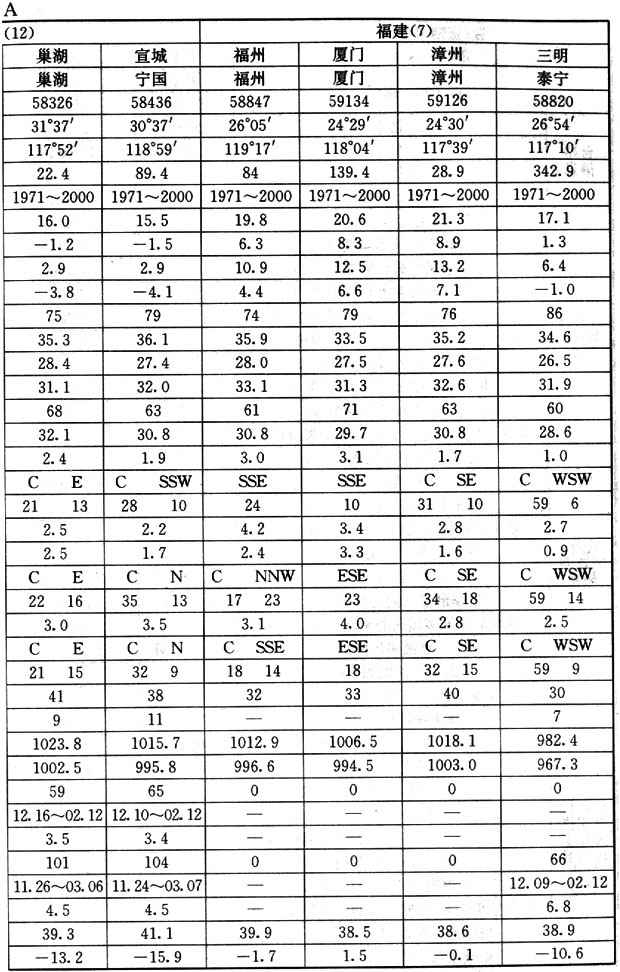 A
(12) 福建(7)
巢湖 宣城 福州 厦门 漳州 三明
巢湖 宁国 福州 厦门 漳州 泰宁
58326 58436 58847 59134 59126 58820
31°37′ 30°37′ 26°05′ 24°29′ 24°30′ 26°54′
117°52′ 118°59′ 119°17′ 118°04′ 117°39′ 117°10′
22.4 89.4 84 139.4 28.9 342.9
1971～2000 1971～2000 1971～2000 1971～2000 1971～2000 1971～2000
16.0 15.5 19.8 20.6 21.3 17.1
－1.2 －1.5 6.3 8.3 8.9 1.3
2.9 2.9 10.9 12.5 13.2 6.4
－3.8 －4.1 4.4 6.6 7.1 －1.0
75 79 74 79 76 86
35.3 36.1 35.9 33.5 35.2 34.6
28.4 27.4 28.0 27.5 27.6 26.5
31.1 32.0 33.1 31.3 32.6 31.9
68 63 61 71 63 60
32.1 30.8 30.8 29.7 30.8 28.6
2.4 1.9 3.0 3.1 1.7 1.0
C E C SSW SSE SSE C SE C WSW
21 13 28 10 24 10 31 10 59 6
2.5 2.2 4.2 3.4 2.8 2.7
2.5 1.7 2.4 3.3 1.6 0.9
C E C N C NNW ESE C SE C WSW
22 16 35 13 17 23 23 34 18 59 14
3.0 3.5 3.1 4.0 2.8 2.5
C E C N C SSE ESE C SE C WSW
21 15 32 9 18 14 18 32 15 59 9
41 38 32 33 40 30
9 11 — — — 7
1023.8 1015.7 1012.9 1006.5 1018.1 982.4
1002.5 995.8 996.6 994.5 1003.0 967.3
59 65 0 0 0 0
12.16～02.12 12.10～02.12 — — — —
3.5 3.4 — — — —
101 104 0 0 0 66
11.26～03.06 11.24～03.07 — — — 12.09～02.12
4.5 4.5 — — — 6.8
39.3 41.1 39.9 38.5 38.6 38.9
－13.2 －15.9 －1.7 1.5 －0.1 －10.6